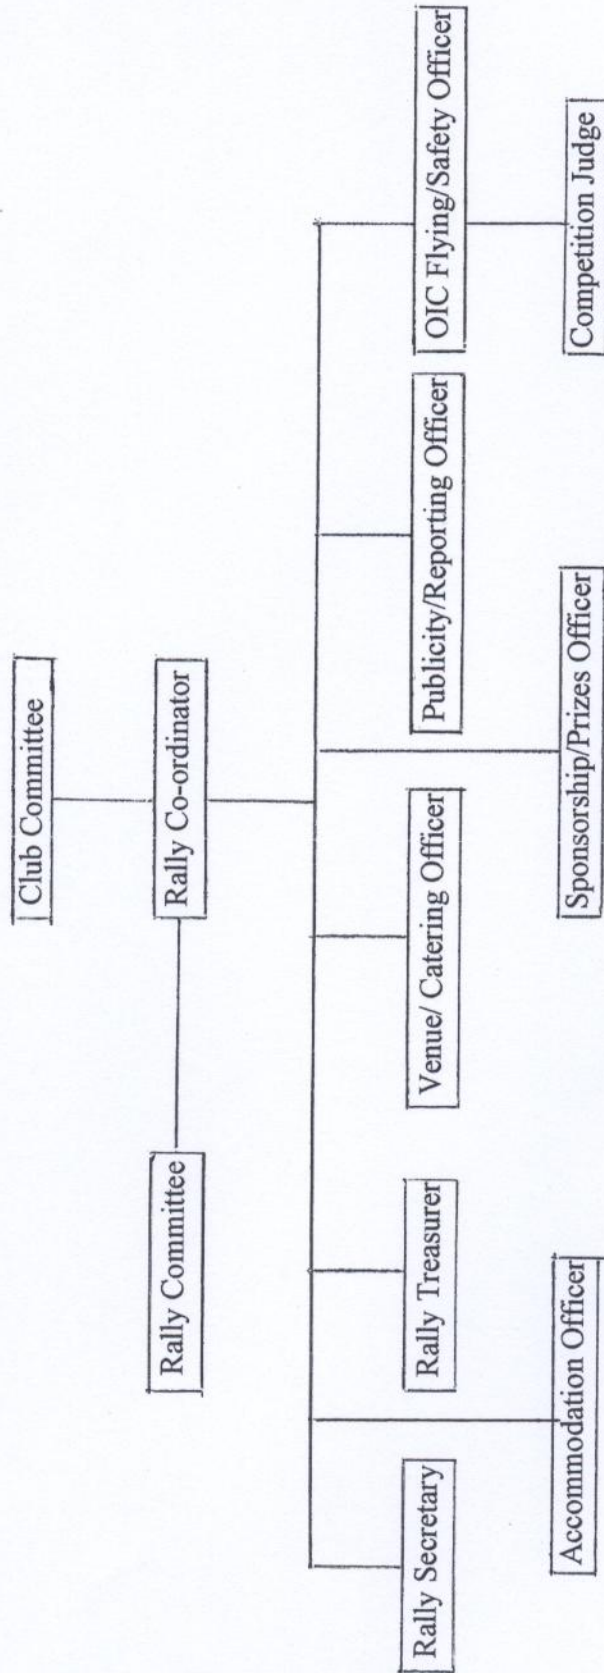 Club Committee
Rally Committee
Rally Co-ordinator
Rally Secretary
Rally Treasurer
Venue/ Catering Officer
Publicity/Reporting Officer
OIC Flying/Safety Officer
Accommodation Officer
Sponsorship/Prizes Officer
Competition Judge